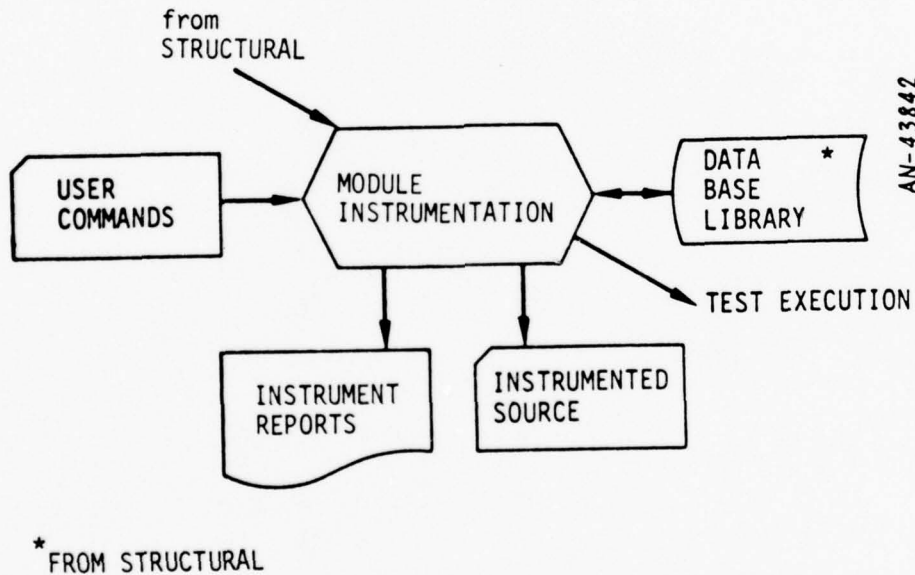 from
STRUCTURAL
AN-43842
USER
COMMANDS
MODULE
INSTRUMENTATION
DATA *
BASE
LIBRARY
TEST EXECUTION
INSTRUMENT
REPORTS
INSTRUMENTED
SOURCE
*FROM STRUCTURAL